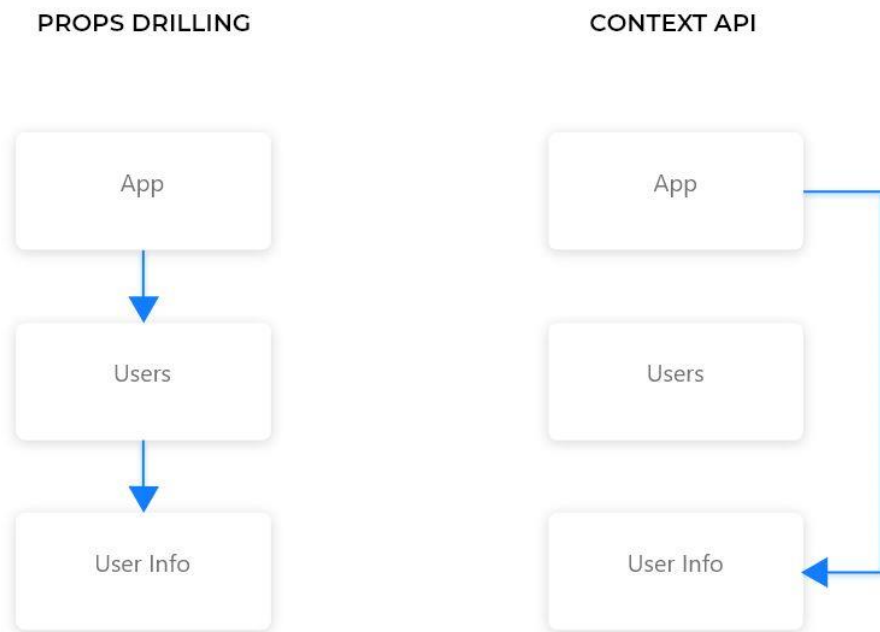 PROPS DRILLING
CONTEXT API
App
App
Users
Users
User Info
User Info